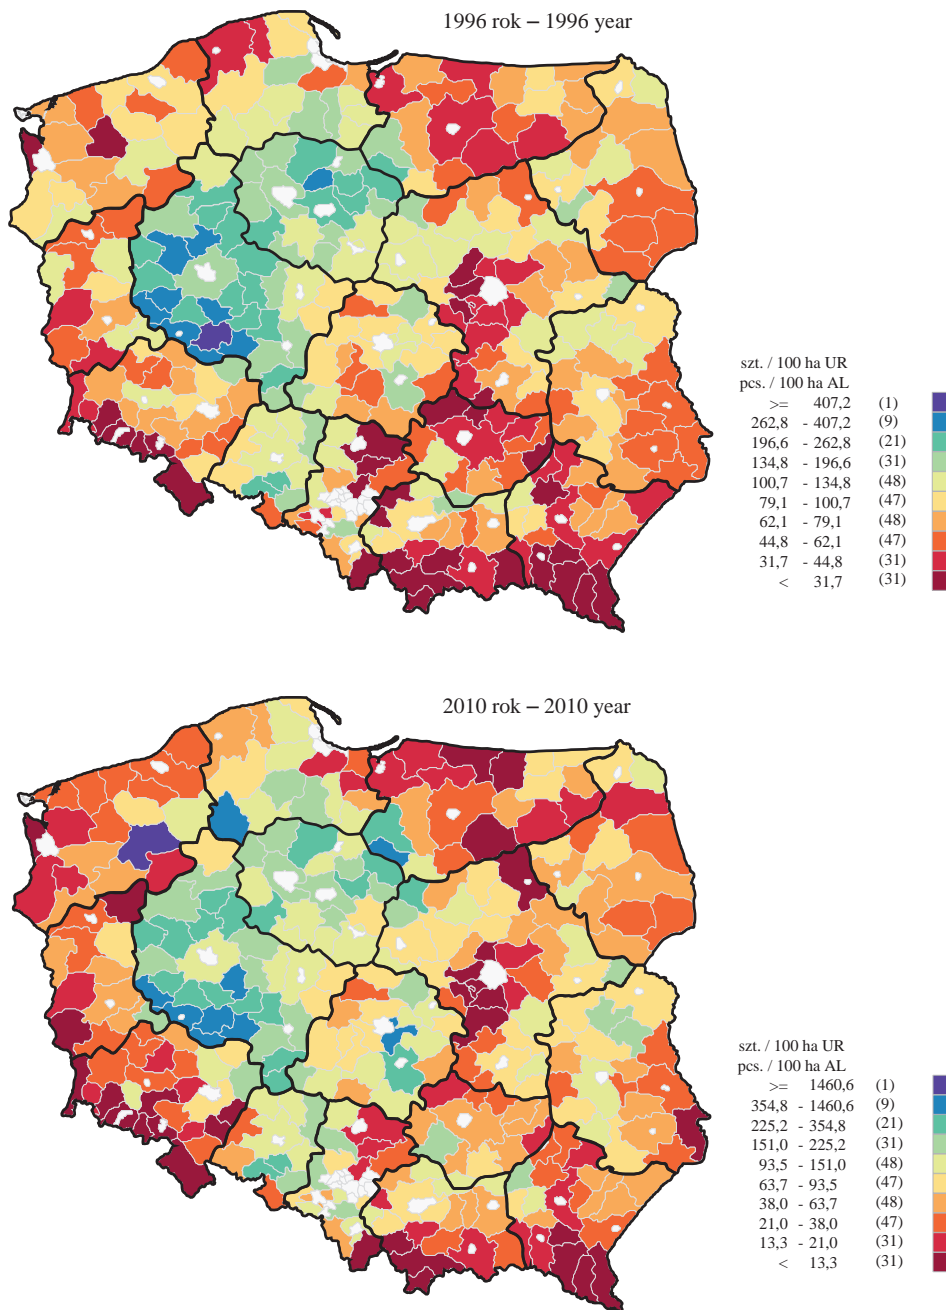 1996 rok – 1996 year
szt. / 100 ha UR
pcs. / 100 ha AL
>= 407,2 (1)
262,8 - 407,2 (9)
196,6 - 262,8 (21)
134,8 - 196,6 (31)
100,7 - 134,8 (48)
79,1 - 100,7 (47)
62,1 - 79,1 (48)
44,8 - 62,1 (47)
31,7 - 44,8 (31)
< 31,7 (31)
2010 rok – 2010 year
szt. / 100 ha UR
pcs. / 100 ha AL
>= 1460,6 (1)
354,8 - 1460,6 (9)
225,2 - 354,8 (21)
151,0 - 225,2 (31)
93,5 - 151,0 (48)
63,7 - 93,5 (47)
38,0 - 63,7 (48)
21,0 - 38,0 (47)
13,3 - 21,0 (31)
< 13,3 (31)